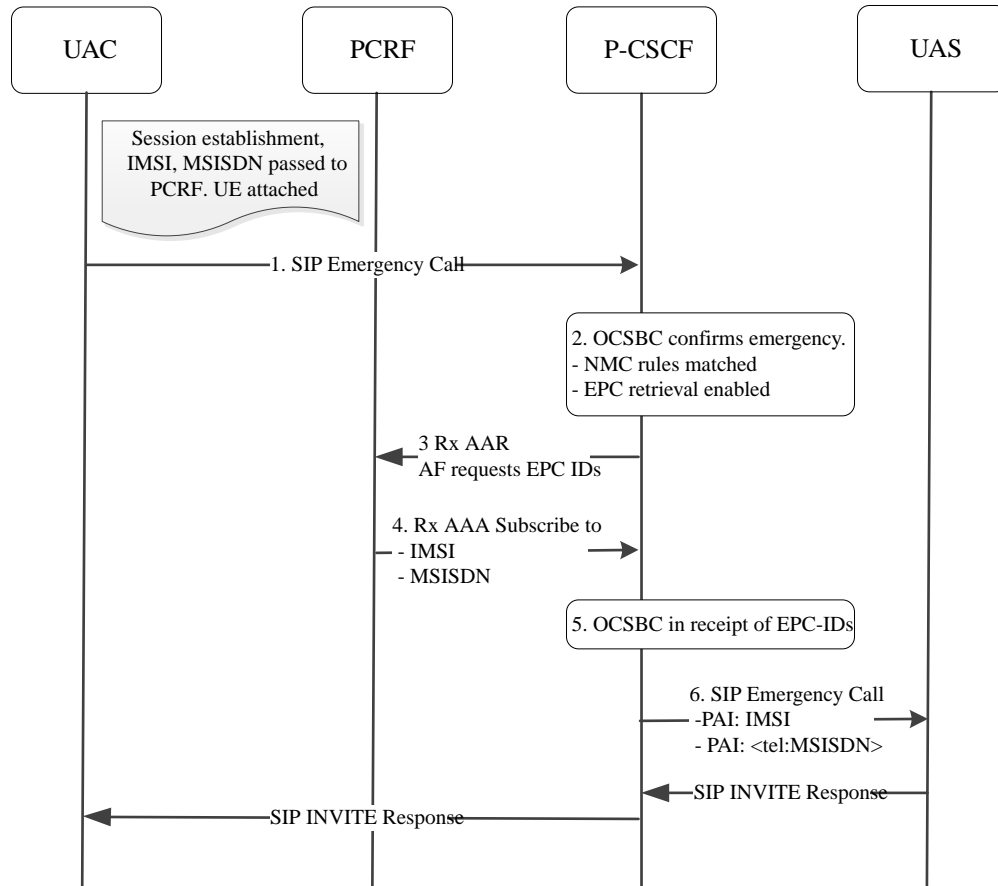 UAC
PCRF
P-CSCF
UAS
Session establishment,
IMSI, MSISDN passed to
PCRF. UE attached
1. SIP Emergency Call
2. OCSBC confirms emergency.
- NMC rules matched
- EPC retrieval enabled
3 Rx AAR
AF requests EPC IDs
4. Rx AAA Subscribe to
- IMSI
- MSISDN
5. OCSBC in receipt of EPC-IDs
6. SIP Emergency Call
-PAI: IMSI
- PAI: <tel:MSISDN>
SIP INVITE Response
SIP INVITE Response